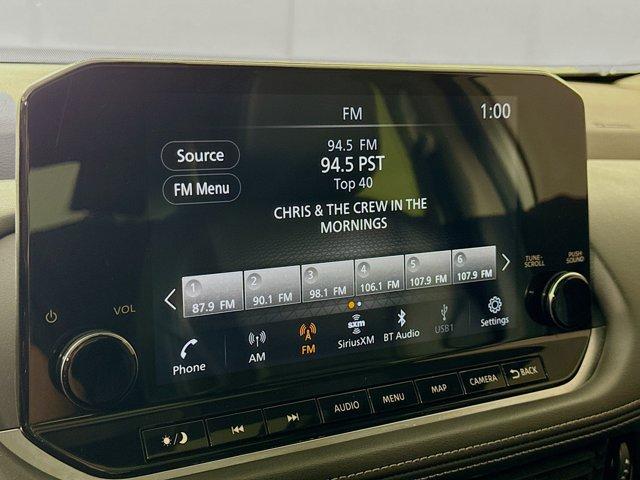 FM
1:00
Source
FM Menu
94.5 FM
94.5 PST
Top 40
CHRIS & THE CREW IN THE
MORNINGS
1 2 3 4 5 6
87.9 FM 90.1 FM 98.1 FM 106.1 FM 107.9 FM 107.9 FM
VOL
TUNE-
SCROLL
PUSH
SOUND
Phone AM FM sxm SiriusXM BT Audio USB1 Settings
AUDIO MENU MAP CAMERA BACK